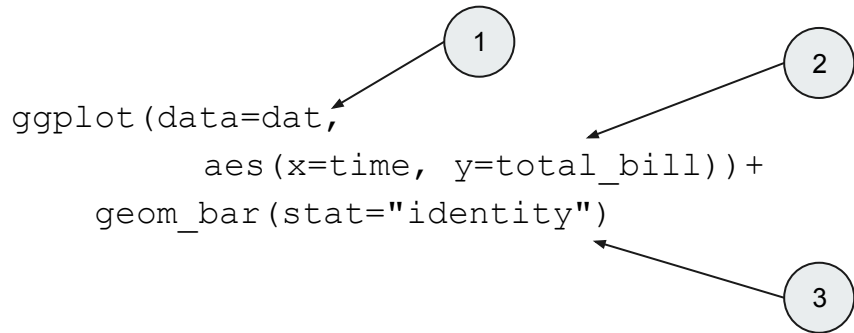 1
2
ggplot(data=dat,
aes(x=time, y=total_bill))+
geom_bar(stat="identity")
3